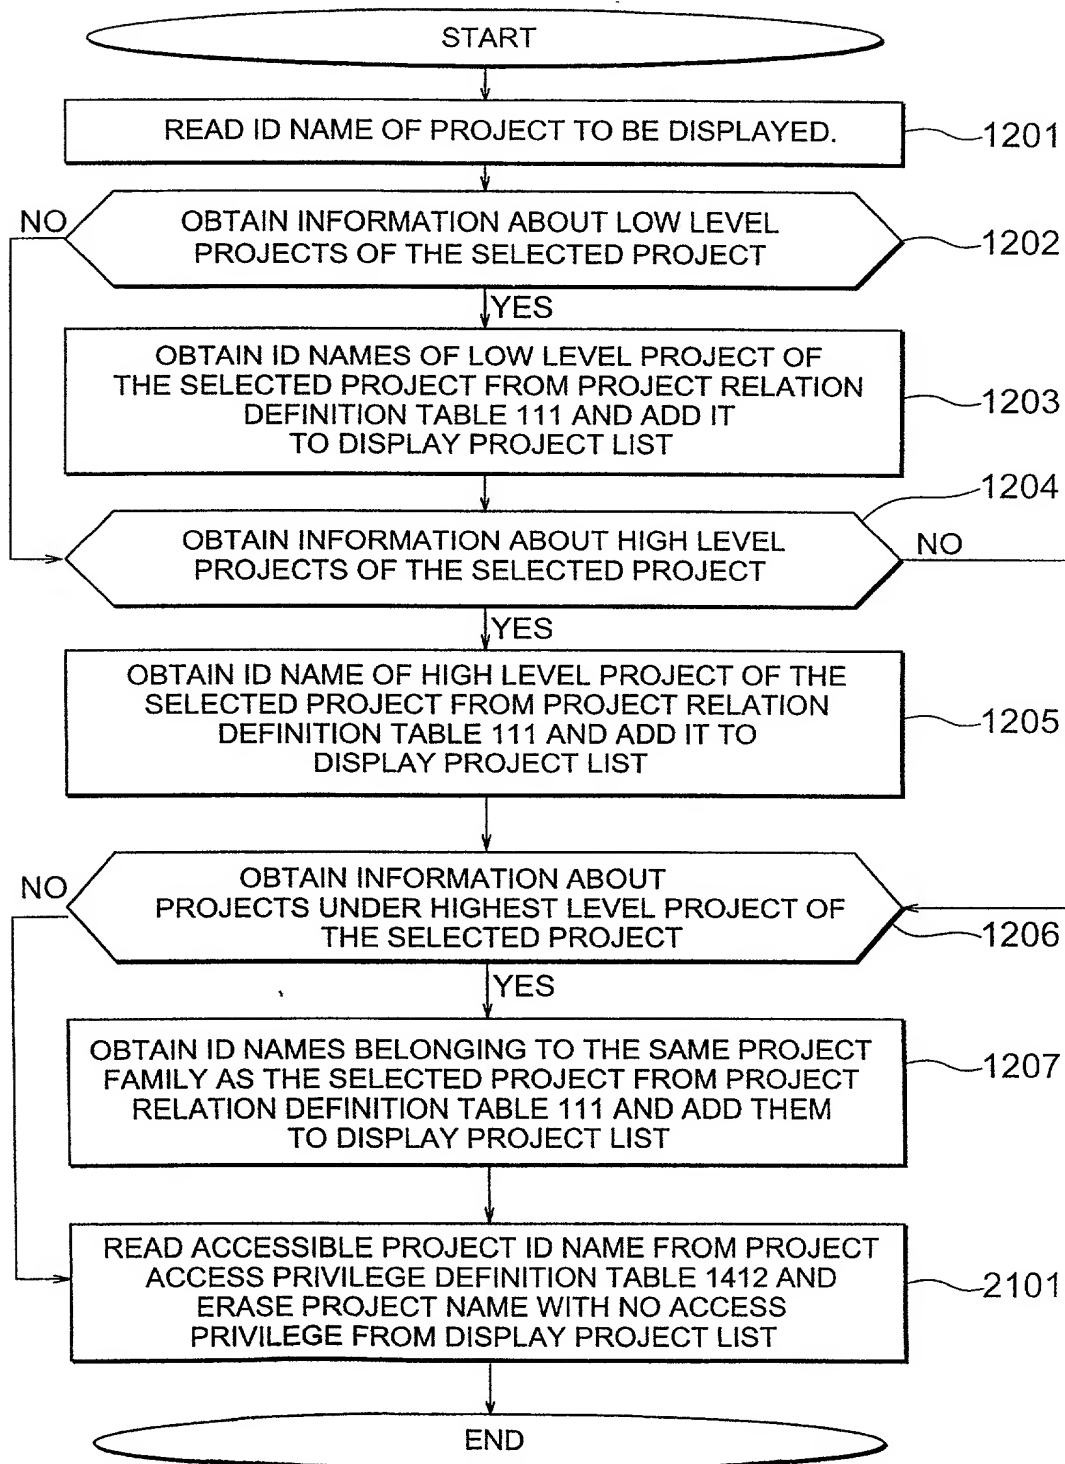 START
READ ID NAME OF PROJECT TO BE DISPLAYED.
1201
NO
OBTAIN INFORMATION ABOUT LOW LEVEL
PROJECTS OF THE SELECTED PROJECT
1202
YES
OBTAIN ID NAMES OF LOW LEVEL PROJECT OF
THE SELECTED PROJECT FROM PROJECT RELATION
DEFINITION TABLE 111 AND ADD IT
TO DISPLAY PROJECT LIST
1203
1204
OBTAIN INFORMATION ABOUT HIGH LEVEL
PROJECTS OF THE SELECTED PROJECT
NO
YES
OBTAIN ID NAME OF HIGH LEVEL PROJECT OF THE
SELECTED PROJECT FROM PROJECT RELATION
DEFINITION TABLE 111 AND ADD IT TO
DISPLAY PROJECT LIST
1205
NO
OBTAIN INFORMATION ABOUT
PROJECTS UNDER HIGHEST LEVEL PROJECT OF
THE SELECTED PROJECT
1206
YES
OBTAIN ID NAMES BELONGING TO THE SAME PROJECT
FAMILY AS THE SELECTED PROJECT FROM PROJECT
RELATION DEFINITION TABLE 111 AND ADD THEM
TO DISPLAY PROJECT LIST
1207
READ ACCESSIBLE PROJECT ID NAME FROM PROJECT
ACCESS PRIVILEGE DEFINITION TABLE 1412 AND
ERASE PROJECT NAME WITH NO ACCESS
PRIVILEGE FROM DISPLAY PROJECT LIST
2101
END